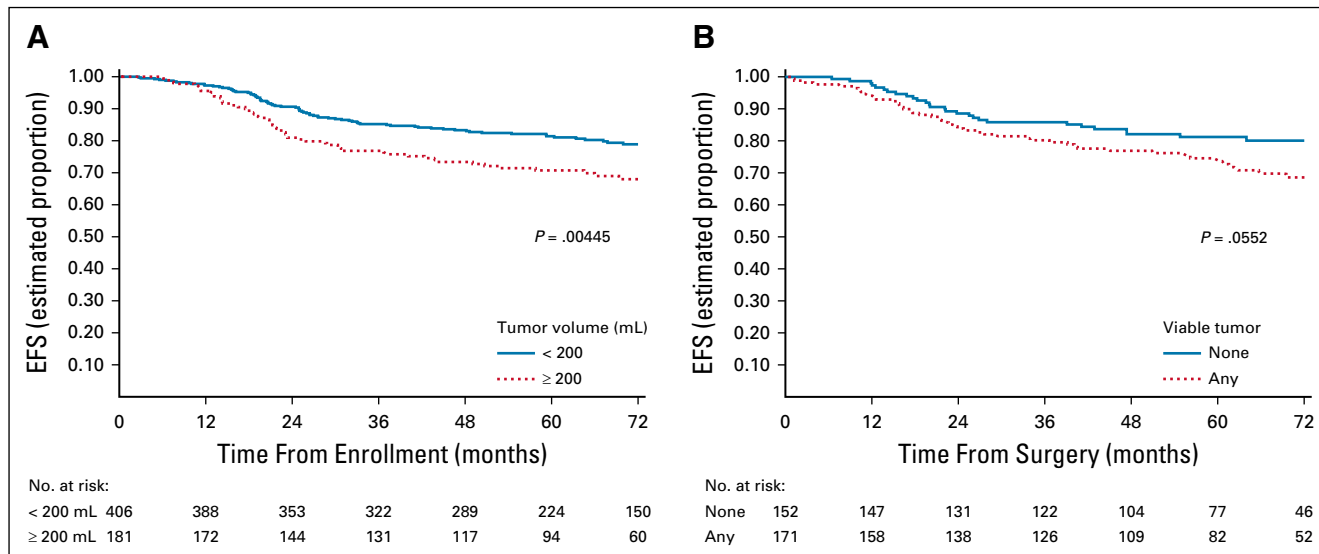 A
EFS (estimated proportion)
1.00
0.90
0.80
0.70
0.60
0.50
0.40
0.30
0.20
0.10
P = .00445
Tumor volume (mL)
< 200
≥ 200
0 12 24 36 48 60 72
Time From Enrollment (months)
No. at risk:
< 200 mL 406 388 353 322 289 224 150
≥ 200 mL 181 172 144 131 117 94 60
B
EFS (estimated proportion)
1.00
0.90
0.80
0.70
0.60
0.50
0.40
0.30
0.20
0.10
P = .0552
Viable tumor
None
Any
0 12 24 36 48 60 72
Time From Surgery (months)
No. at risk:
None 152 147 131 122 104 77 46
Any 171 158 138 126 109 82 52